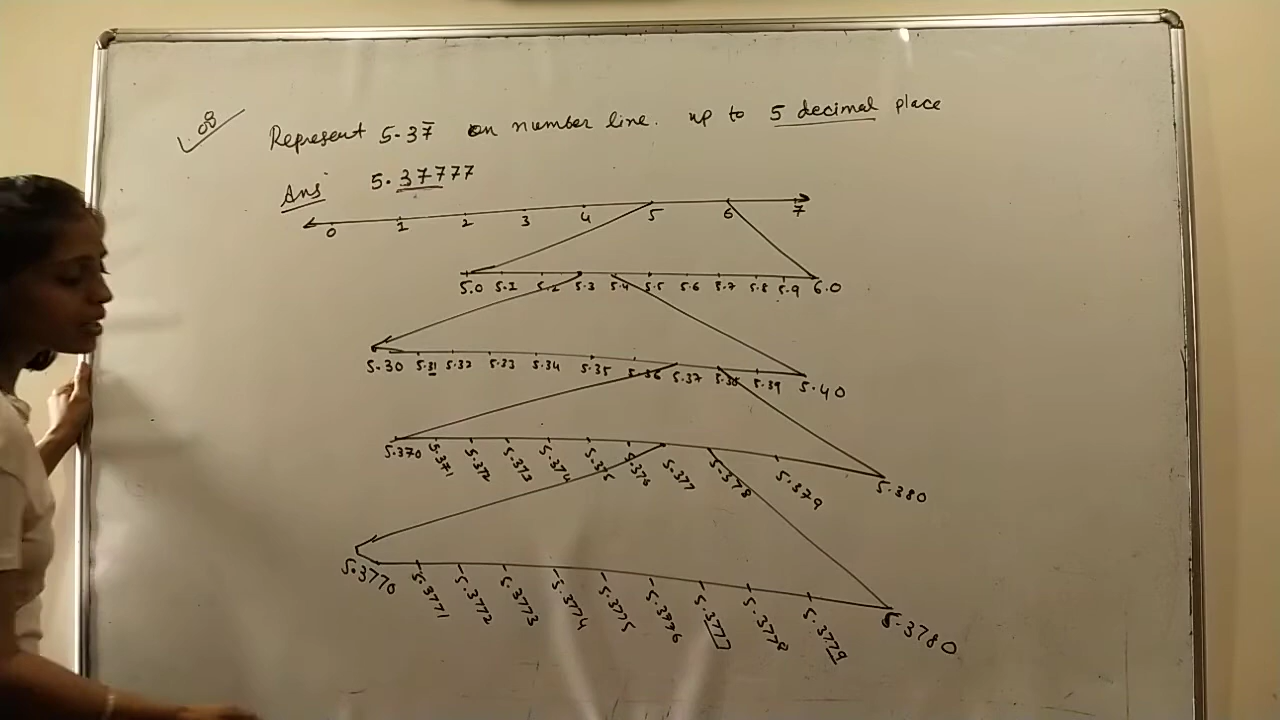 Q8
Represent 5.37̄ on number line. up to 5 decimal place
Ans 5.37777
0 1 2 3 4 5 6 7
5.0 5.1 5.2 5.3 5.4 5.5 5.6 5.7 5.8 5.9 6.0
5.30 5.31 5.32 5.33 5.34 5.35 5.36 5.37 5.38 5.39 5.40
5.370 5.371 5.372 5.373 5.374 5.375 5.376 5.377 5.378 5.379 5.380
5.3770 5.3771 5.3772 5.3773 5.3774 5.3775 5.3776 5.3777 5.3778 5.3779 5.3780